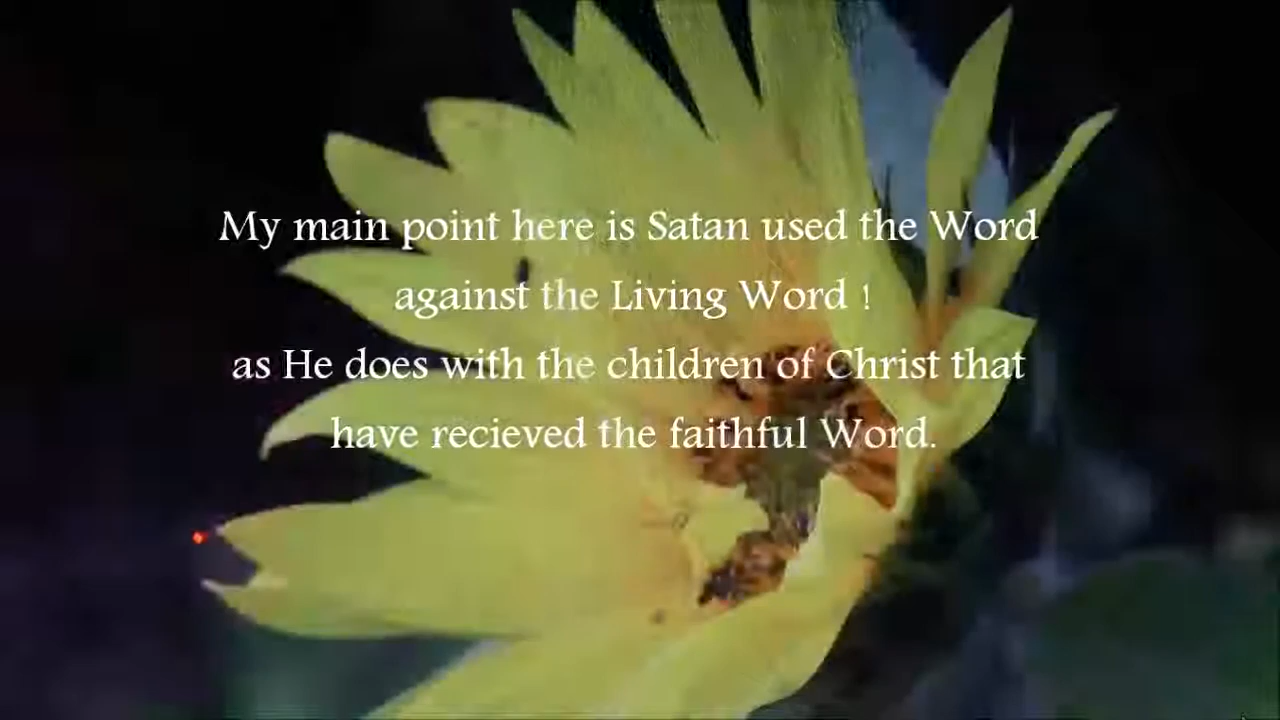 My main point here is Satan used the Word
against the Living Word !
as He does with the children of Christ that
have recieved the faithful Word.